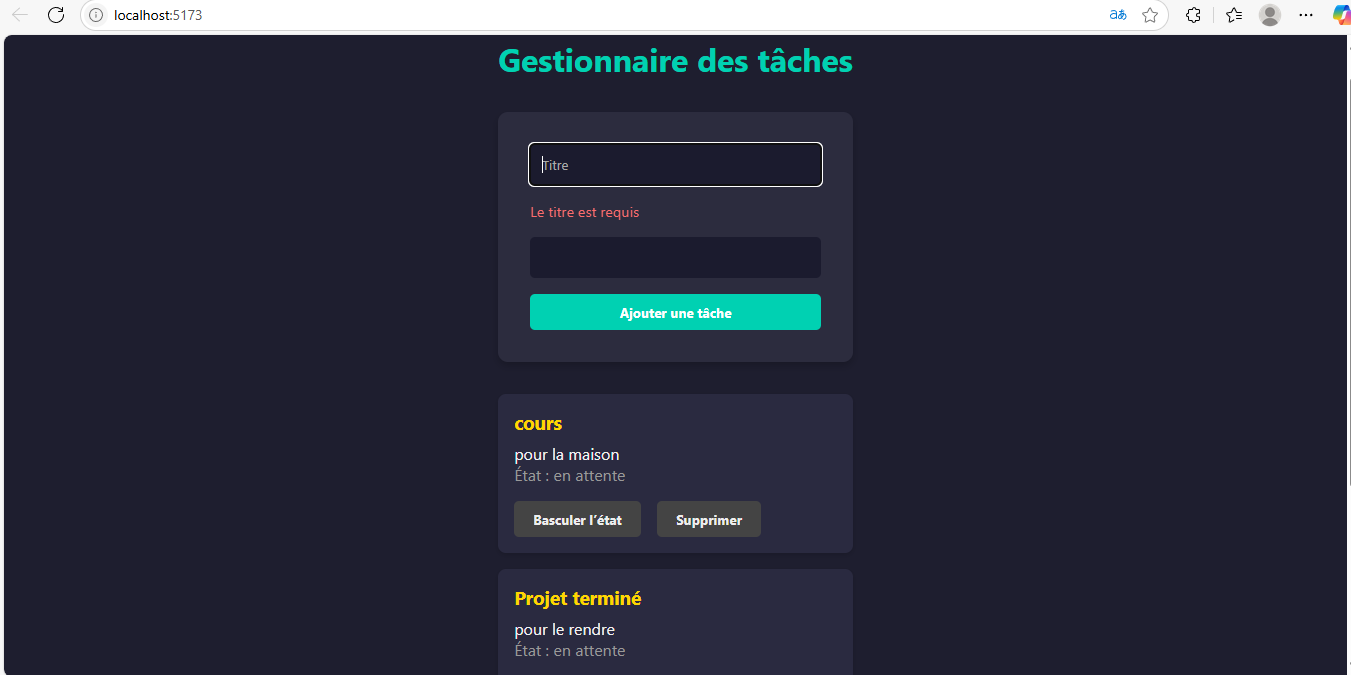 localhost:5173
Gestionnaire des tâches
Titre
Le titre est requis
Ajouter une tâche
cours
pour la maison
État : en attente
Basculer l’état Supprimer
Projet terminé
pour le rendre
État : en attente